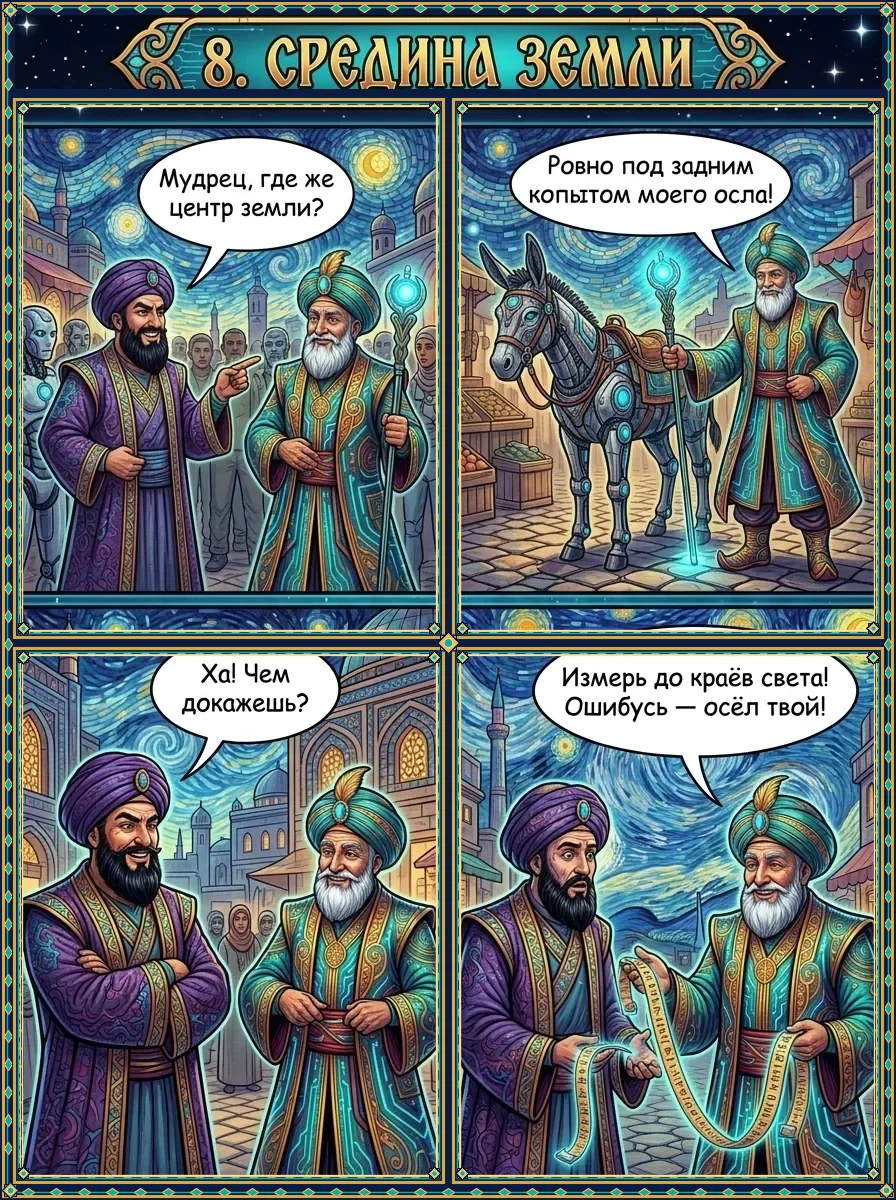 8. СРЕДИНА ЗЕМЛИ
Мудрец, где же
центр земли?
Ровно под задним
копытом моего осла!
Ха! Чем
докажешь?
Измерь до краёв света!
Ошибусь — осёл твой!